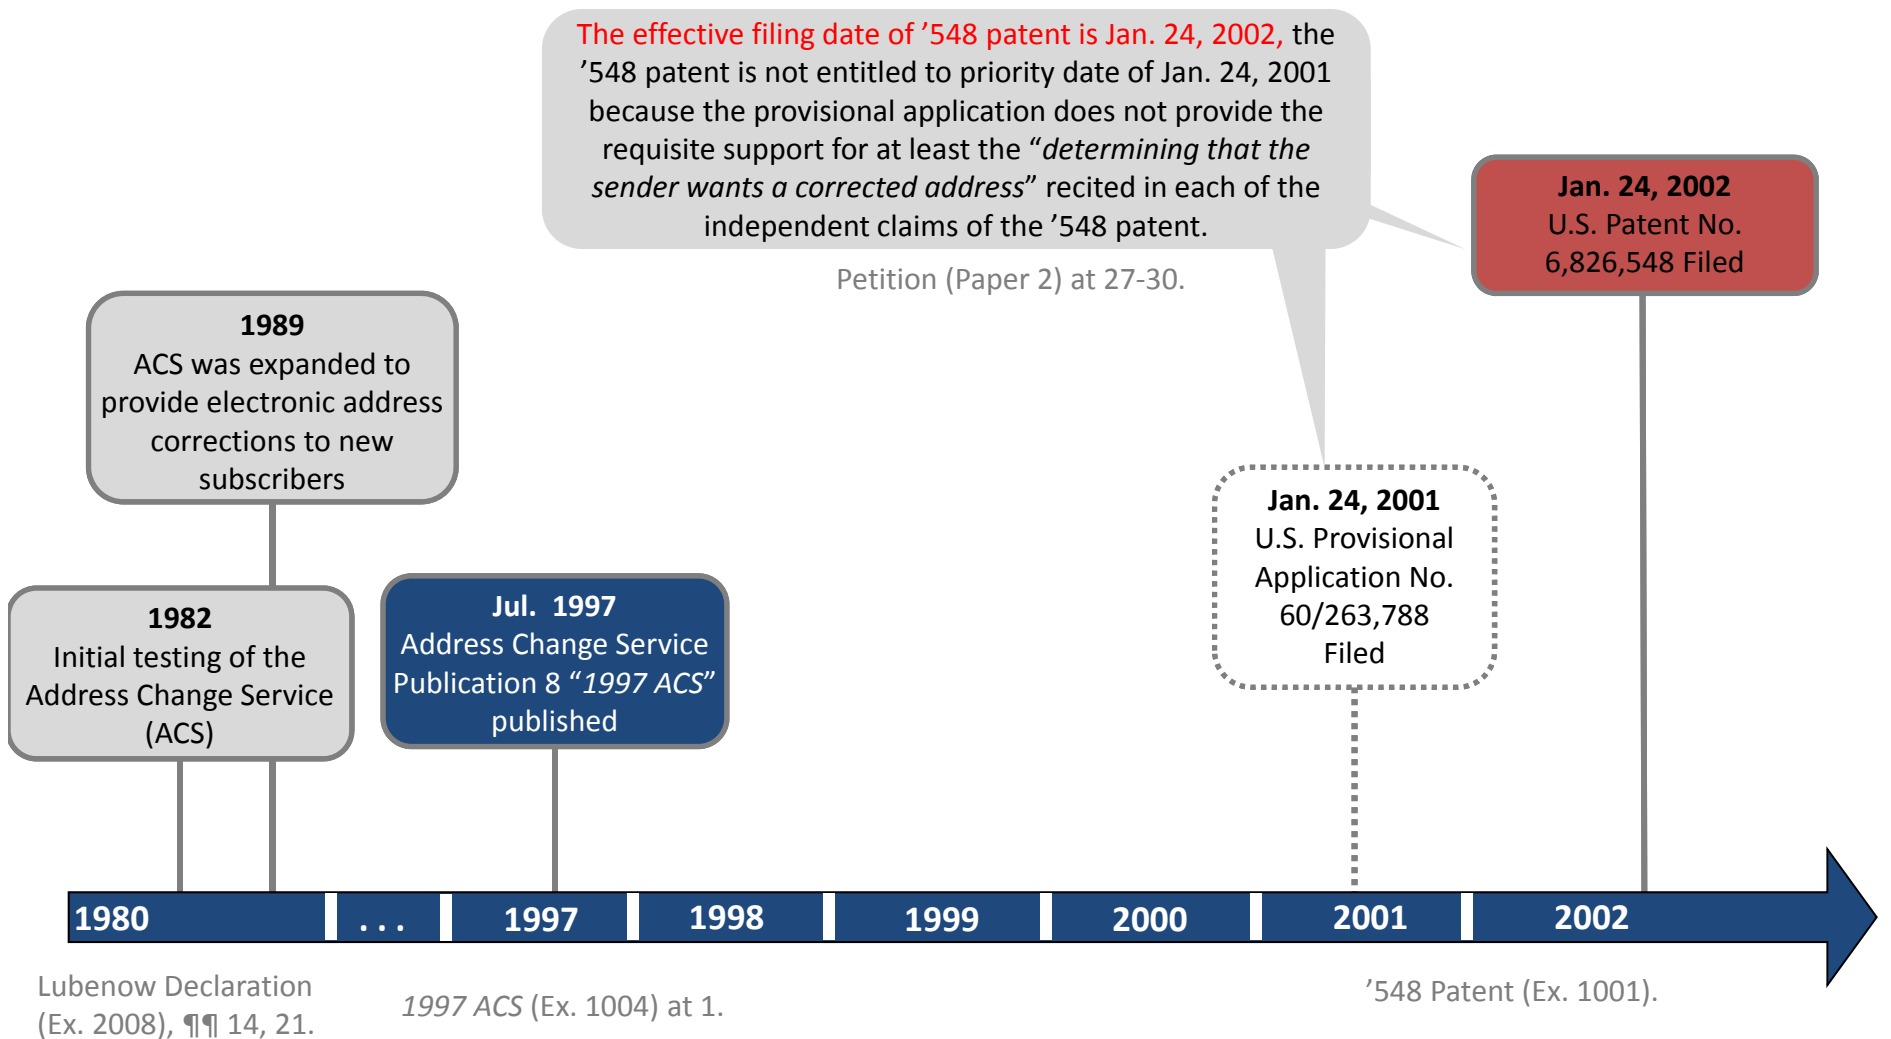 The effective filing date of ’548 patent is Jan. 24, 2002, the
’548 patent is not entitled to priority date of Jan. 24, 2001
because the provisional application does not provide the
requisite support for at least the “determining that the
sender wants a corrected address” recited in each of the
independent claims of the ’548 patent.
Petition (Paper 2) at 27-30.
Jan. 24, 2002
U.S. Patent No.
6,826,548 Filed
1989
ACS was expanded to
provide electronic address
corrections to new
subscribers
Jan. 24, 2001
U.S. Provisional
Application No.
60/263,788
Filed
1982
Initial testing of the
Address Change Service
(ACS)
Jul.  1997
Address Change Service
Publication 8 “1997 ACS”
published
1980 . . . 1997 1998 1999 2000 2001 2002
Lubenow Declaration
(Ex. 2008), ¶¶ 14, 21.
1997 ACS (Ex. 1004) at 1.
’548 Patent (Ex. 1001).